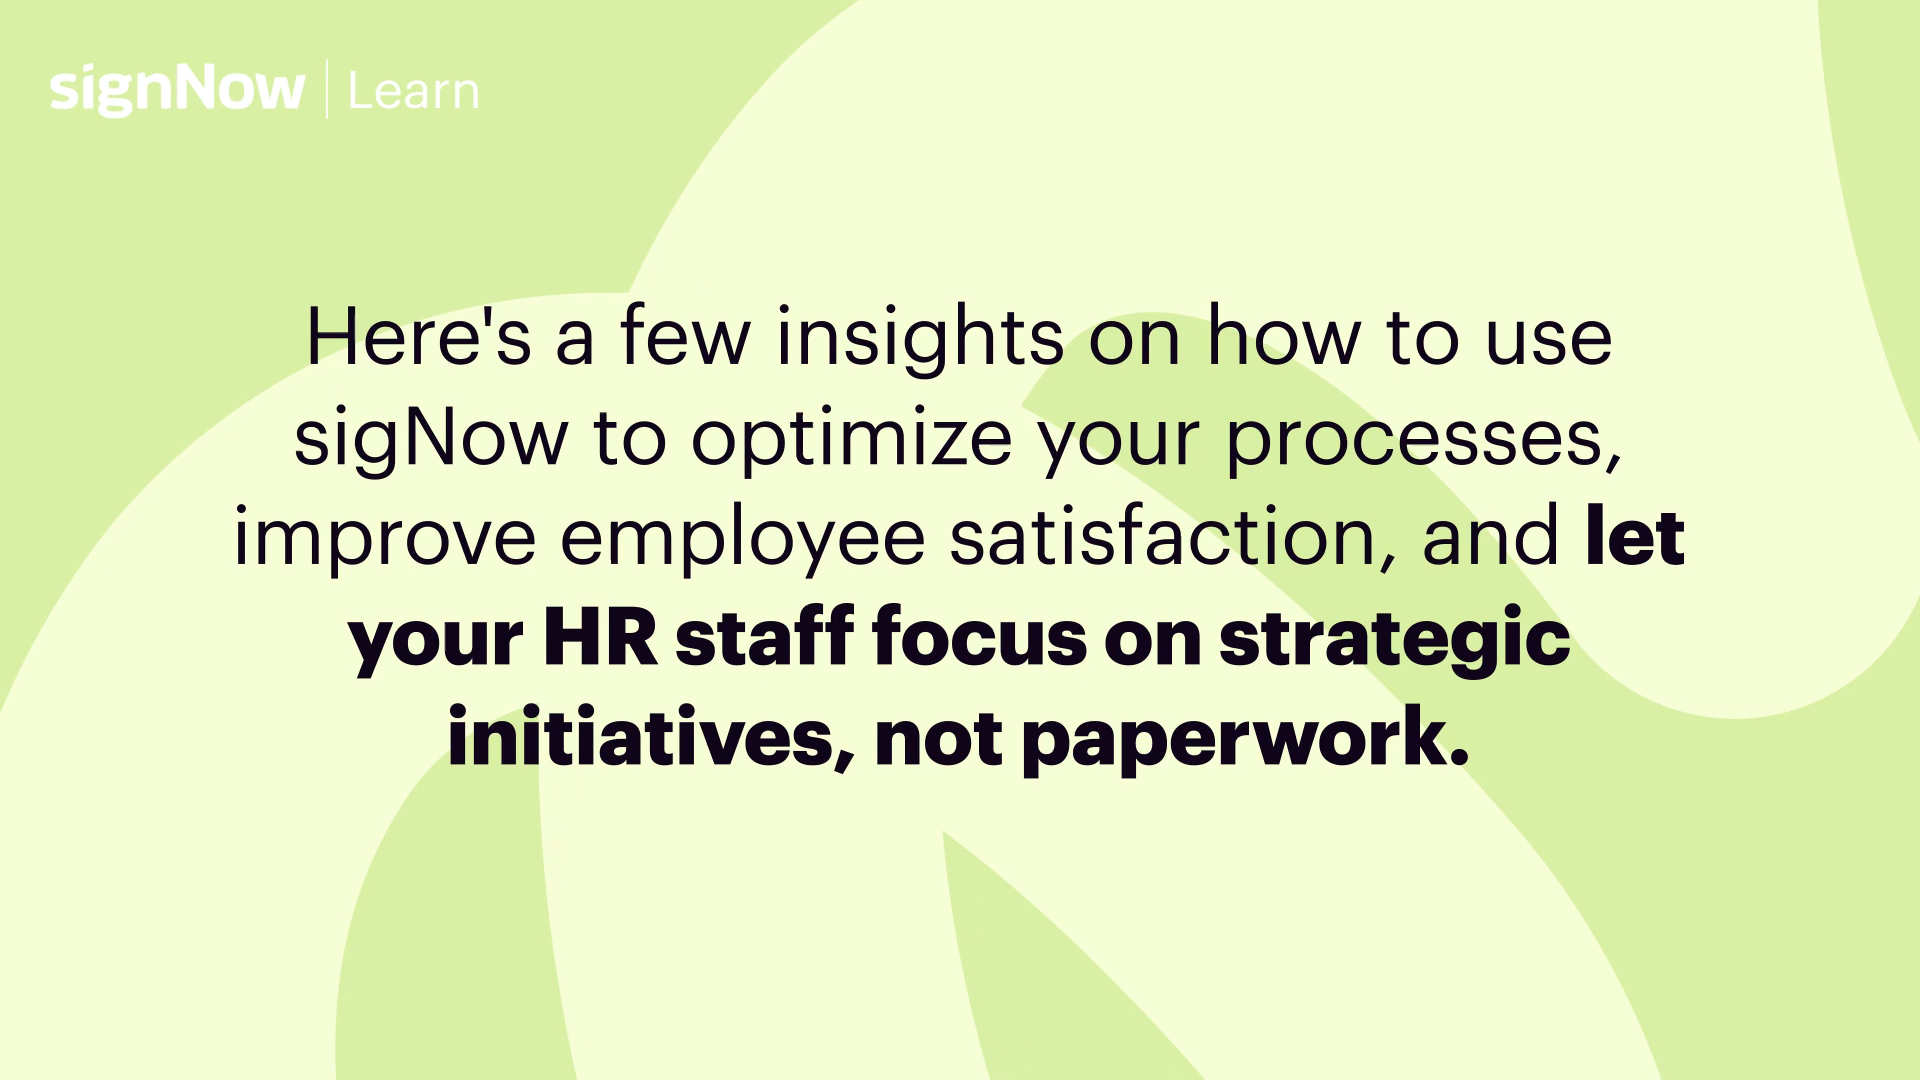 signNow | Learn
Here's a few insights on how to use
sigNow to optimize your processes,
improve employee satisfaction, and let
your HR staff focus on strategic
initiatives, not paperwork.